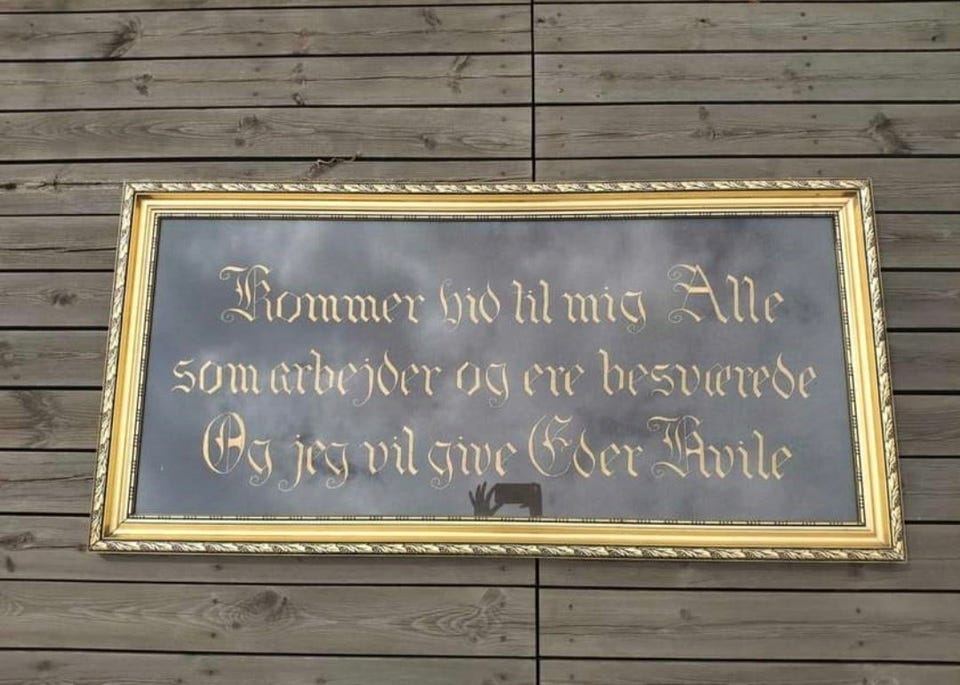 Kommer hid til mig Alle
som arbejder og ere besværede
Og jeg vil give Eder Hvile